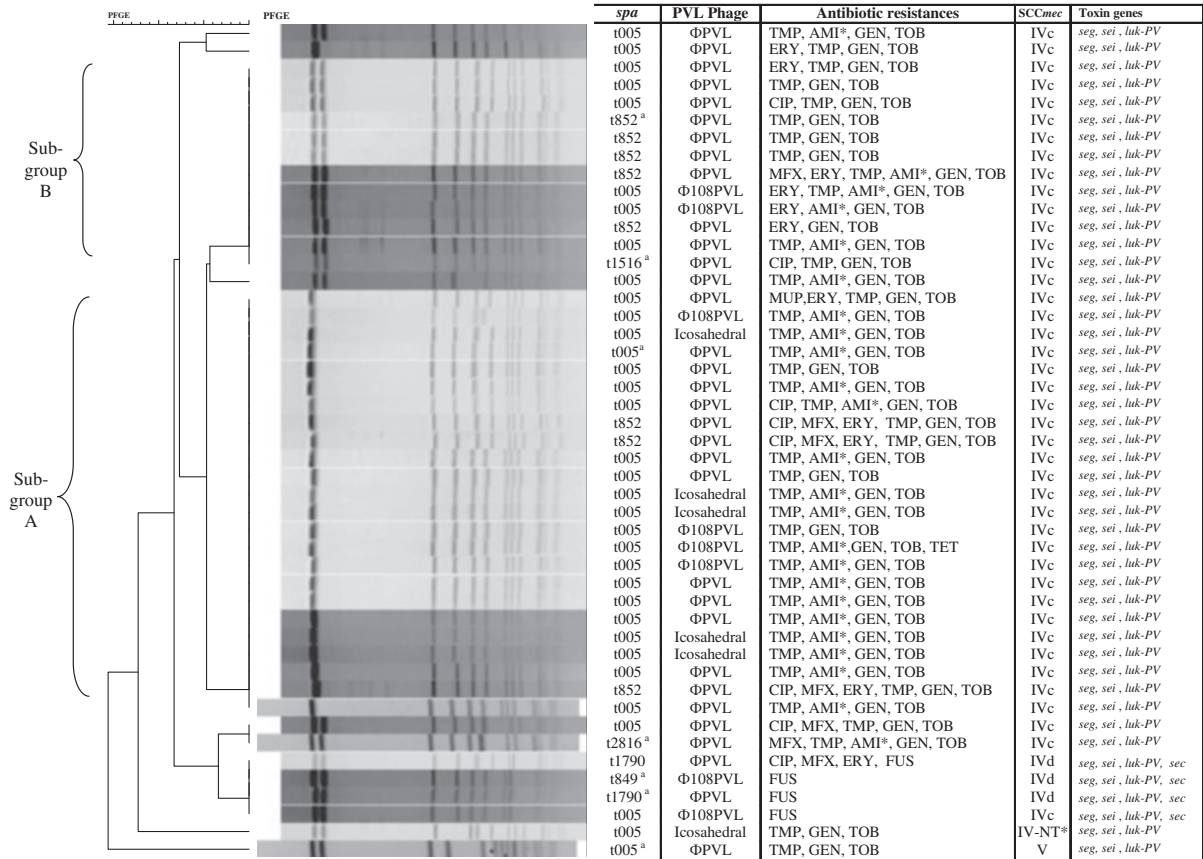 PFGE PFGE spa PVL Phage Antibiotic resistances SCCmec Toxin genes
t005 ΦPVL TMP, AMI*, GEN, TOB IVc seg, sei , luk-PV
t005 ΦPVL ERY, TMP, GEN, TOB IVc seg, sei , luk-PV
t005 ΦPVL ERY, TMP, GEN, TOB IVc seg, sei , luk-PV
t005 ΦPVL TMP, GEN, TOB IVc seg, sei , luk-PV
t005 ΦPVL CIP, TMP, GEN, TOB IVc seg, sei , luk-PV
t852 a ΦPVL TMP, GEN, TOB IVc seg, sei , luk-PV
t852 ΦPVL TMP, GEN, TOB IVc seg, sei , luk-PV
t852 ΦPVL TMP, GEN, TOB IVc seg, sei , luk-PV
t852 ΦPVL MFX, ERY, TMP, AMI*, GEN, TOB IVc seg, sei , luk-PV
t005 Φ108PVL ERY, TMP, AMI*, GEN, TOB IVc seg, sei , luk-PV
t005 Φ108PVL ERY, AMI*, GEN, TOB IVc seg, sei , luk-PV
t852 ΦPVL ERY, GEN, TOB IVc seg, sei , luk-PV
t005 ΦPVL TMP, AMI*, GEN, TOB IVc seg, sei , luk-PV
t1516 a ΦPVL CIP, TMP, GEN, TOB IVc seg, sei , luk-PV
t005 ΦPVL TMP, AMI*, GEN, TOB IVc seg, sei , luk-PV
t005 ΦPVL MUP,ERY, TMP, GEN, TOB IVc seg, sei , luk-PV
t005 Φ108PVL TMP, AMI*, GEN, TOB IVc seg, sei , luk-PV
t005 Icosahedral TMP, AMI*, GEN, TOB IVc seg, sei , luk-PV
t005a ΦPVL TMP, AMI*, GEN, TOB IVc seg, sei , luk-PV
t005 ΦPVL TMP, GEN, TOB IVc seg, sei , luk-PV
t005 ΦPVL TMP, AMI*, GEN, TOB IVc seg, sei , luk-PV
t005 ΦPVL CIP, TMP, AMI*, GEN, TOB IVc seg, sei , luk-PV
t852 ΦPVL CIP, MFX, ERY, TMP, GEN, TOB IVc seg, sei , luk-PV
t852 ΦPVL CIP, MFX, ERY, TMP, GEN, TOB IVc seg, sei , luk-PV
t005 ΦPVL TMP, AMI*, GEN, TOB IVc seg, sei , luk-PV
t005 ΦPVL TMP, GEN, TOB IVc seg, sei , luk-PV
t005 Icosahedral TMP, AMI*, GEN, TOB IVc seg, sei , luk-PV
t005 Icosahedral TMP, AMI*, GEN, TOB IVc seg, sei , luk-PV
t005 Φ108PVL TMP, GEN, TOB IVc seg, sei , luk-PV
t005 Φ108PVL TMP, AMI*,GEN, TOB, TET IVc seg, sei , luk-PV
t005 Φ108PVL TMP, AMI*, GEN, TOB IVc seg, sei , luk-PV
t005 ΦPVL TMP, AMI*, GEN, TOB IVc seg, sei , luk-PV
t005 ΦPVL TMP, AMI*, GEN, TOB IVc seg, sei , luk-PV
t005 ΦPVL TMP, AMI*, GEN, TOB IVc seg, sei , luk-PV
t005 Icosahedral TMP, AMI*, GEN, TOB IVc seg, sei , luk-PV
t005 Icosahedral TMP, AMI*, GEN, TOB IVc seg, sei , luk-PV
t005 ΦPVL TMP, AMI*, GEN, TOB IVc seg, sei , luk-PV
t852 ΦPVL CIP, MFX, ERY, TMP, GEN, TOB IVc seg, sei , luk-PV
t005 ΦPVL TMP, AMI*, GEN, TOB IVc seg, sei , luk-PV
t005 ΦPVL CIP, MFX, TMP, GEN, TOB IVc seg, sei , luk-PV
t2816 a ΦPVL MFX, TMP, AMI*, GEN, TOB IVc seg, sei , luk-PV
t1790 ΦPVL CIP, MFX, ERY, FUS IVd seg, sei , luk-PV, sec
t849 a Φ108PVL FUS IVd seg, sei , luk-PV, sec
t1790 a ΦPVL FUS IVd seg, sei , luk-PV, sec
t005 Φ108PVL FUS IVc seg, sei , luk-PV, sec
t005 Icosahedral TMP, GEN, TOB IV-NT* seg, sei , luk-PV
t005 a ΦPVL TMP, GEN, TOB V seg, sei , luk-PV
Sub-
group
B
Sub-
group
A